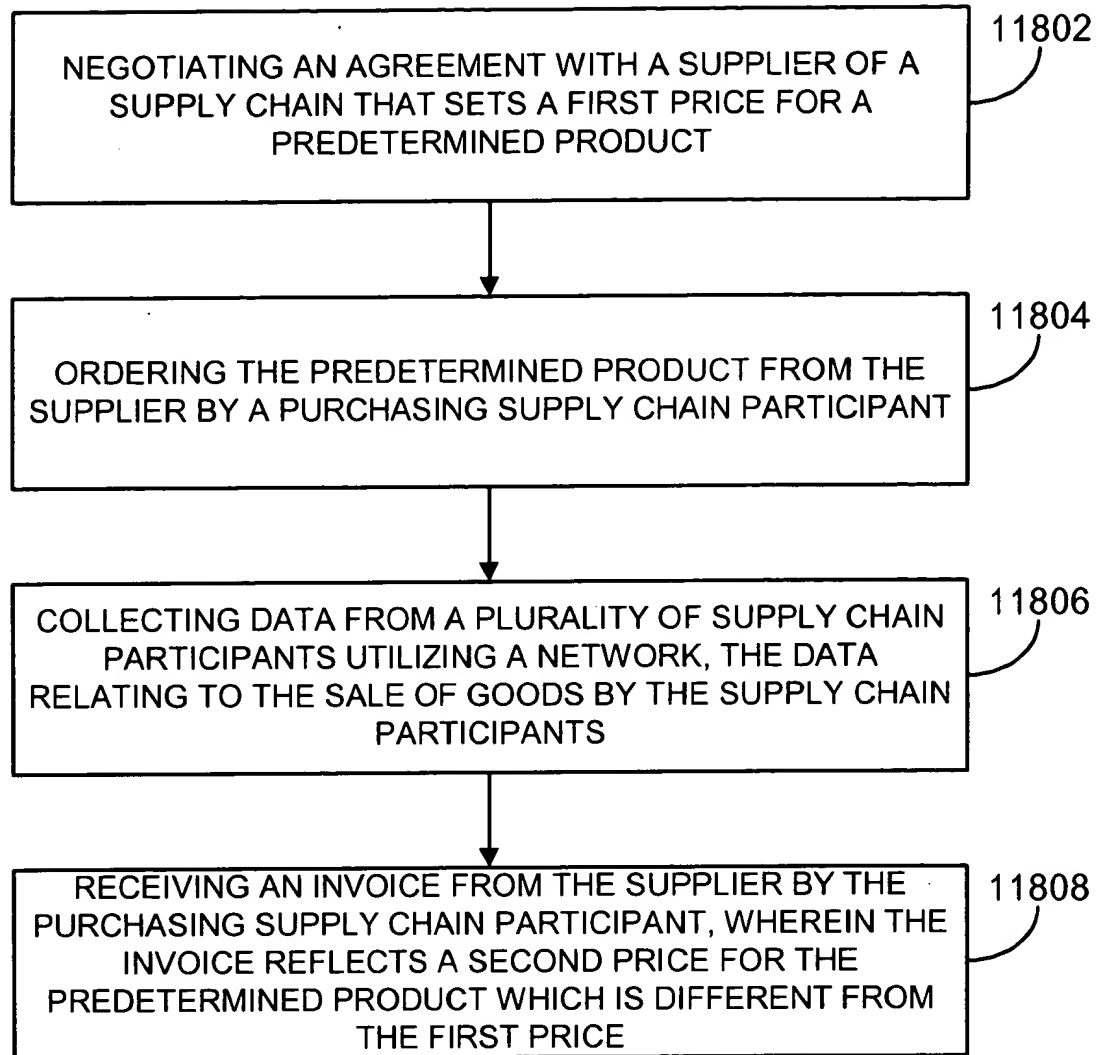 11802
NEGOTIATING AN AGREEMENT WITH A SUPPLIER OF A
SUPPLY CHAIN THAT SETS A FIRST PRICE FOR A
PREDETERMINED PRODUCT
11804
ORDERING THE PREDETERMINED PRODUCT FROM THE
SUPPLIER BY A PURCHASING SUPPLY CHAIN PARTICIPANT
11806
COLLECTING DATA FROM A PLURALITY OF SUPPLY CHAIN
PARTICIPANTS UTILIZING A NETWORK, THE DATA
RELATING TO THE SALE OF GOODS BY THE SUPPLY CHAIN
PARTICIPANTS
11808
RECEIVING AN INVOICE FROM THE SUPPLIER BY THE
PURCHASING SUPPLY CHAIN PARTICIPANT, WHEREIN THE
INVOICE REFLECTS A SECOND PRICE FOR THE
PREDETERMINED PRODUCT WHICH IS DIFFERENT FROM
THE FIRST PRICE